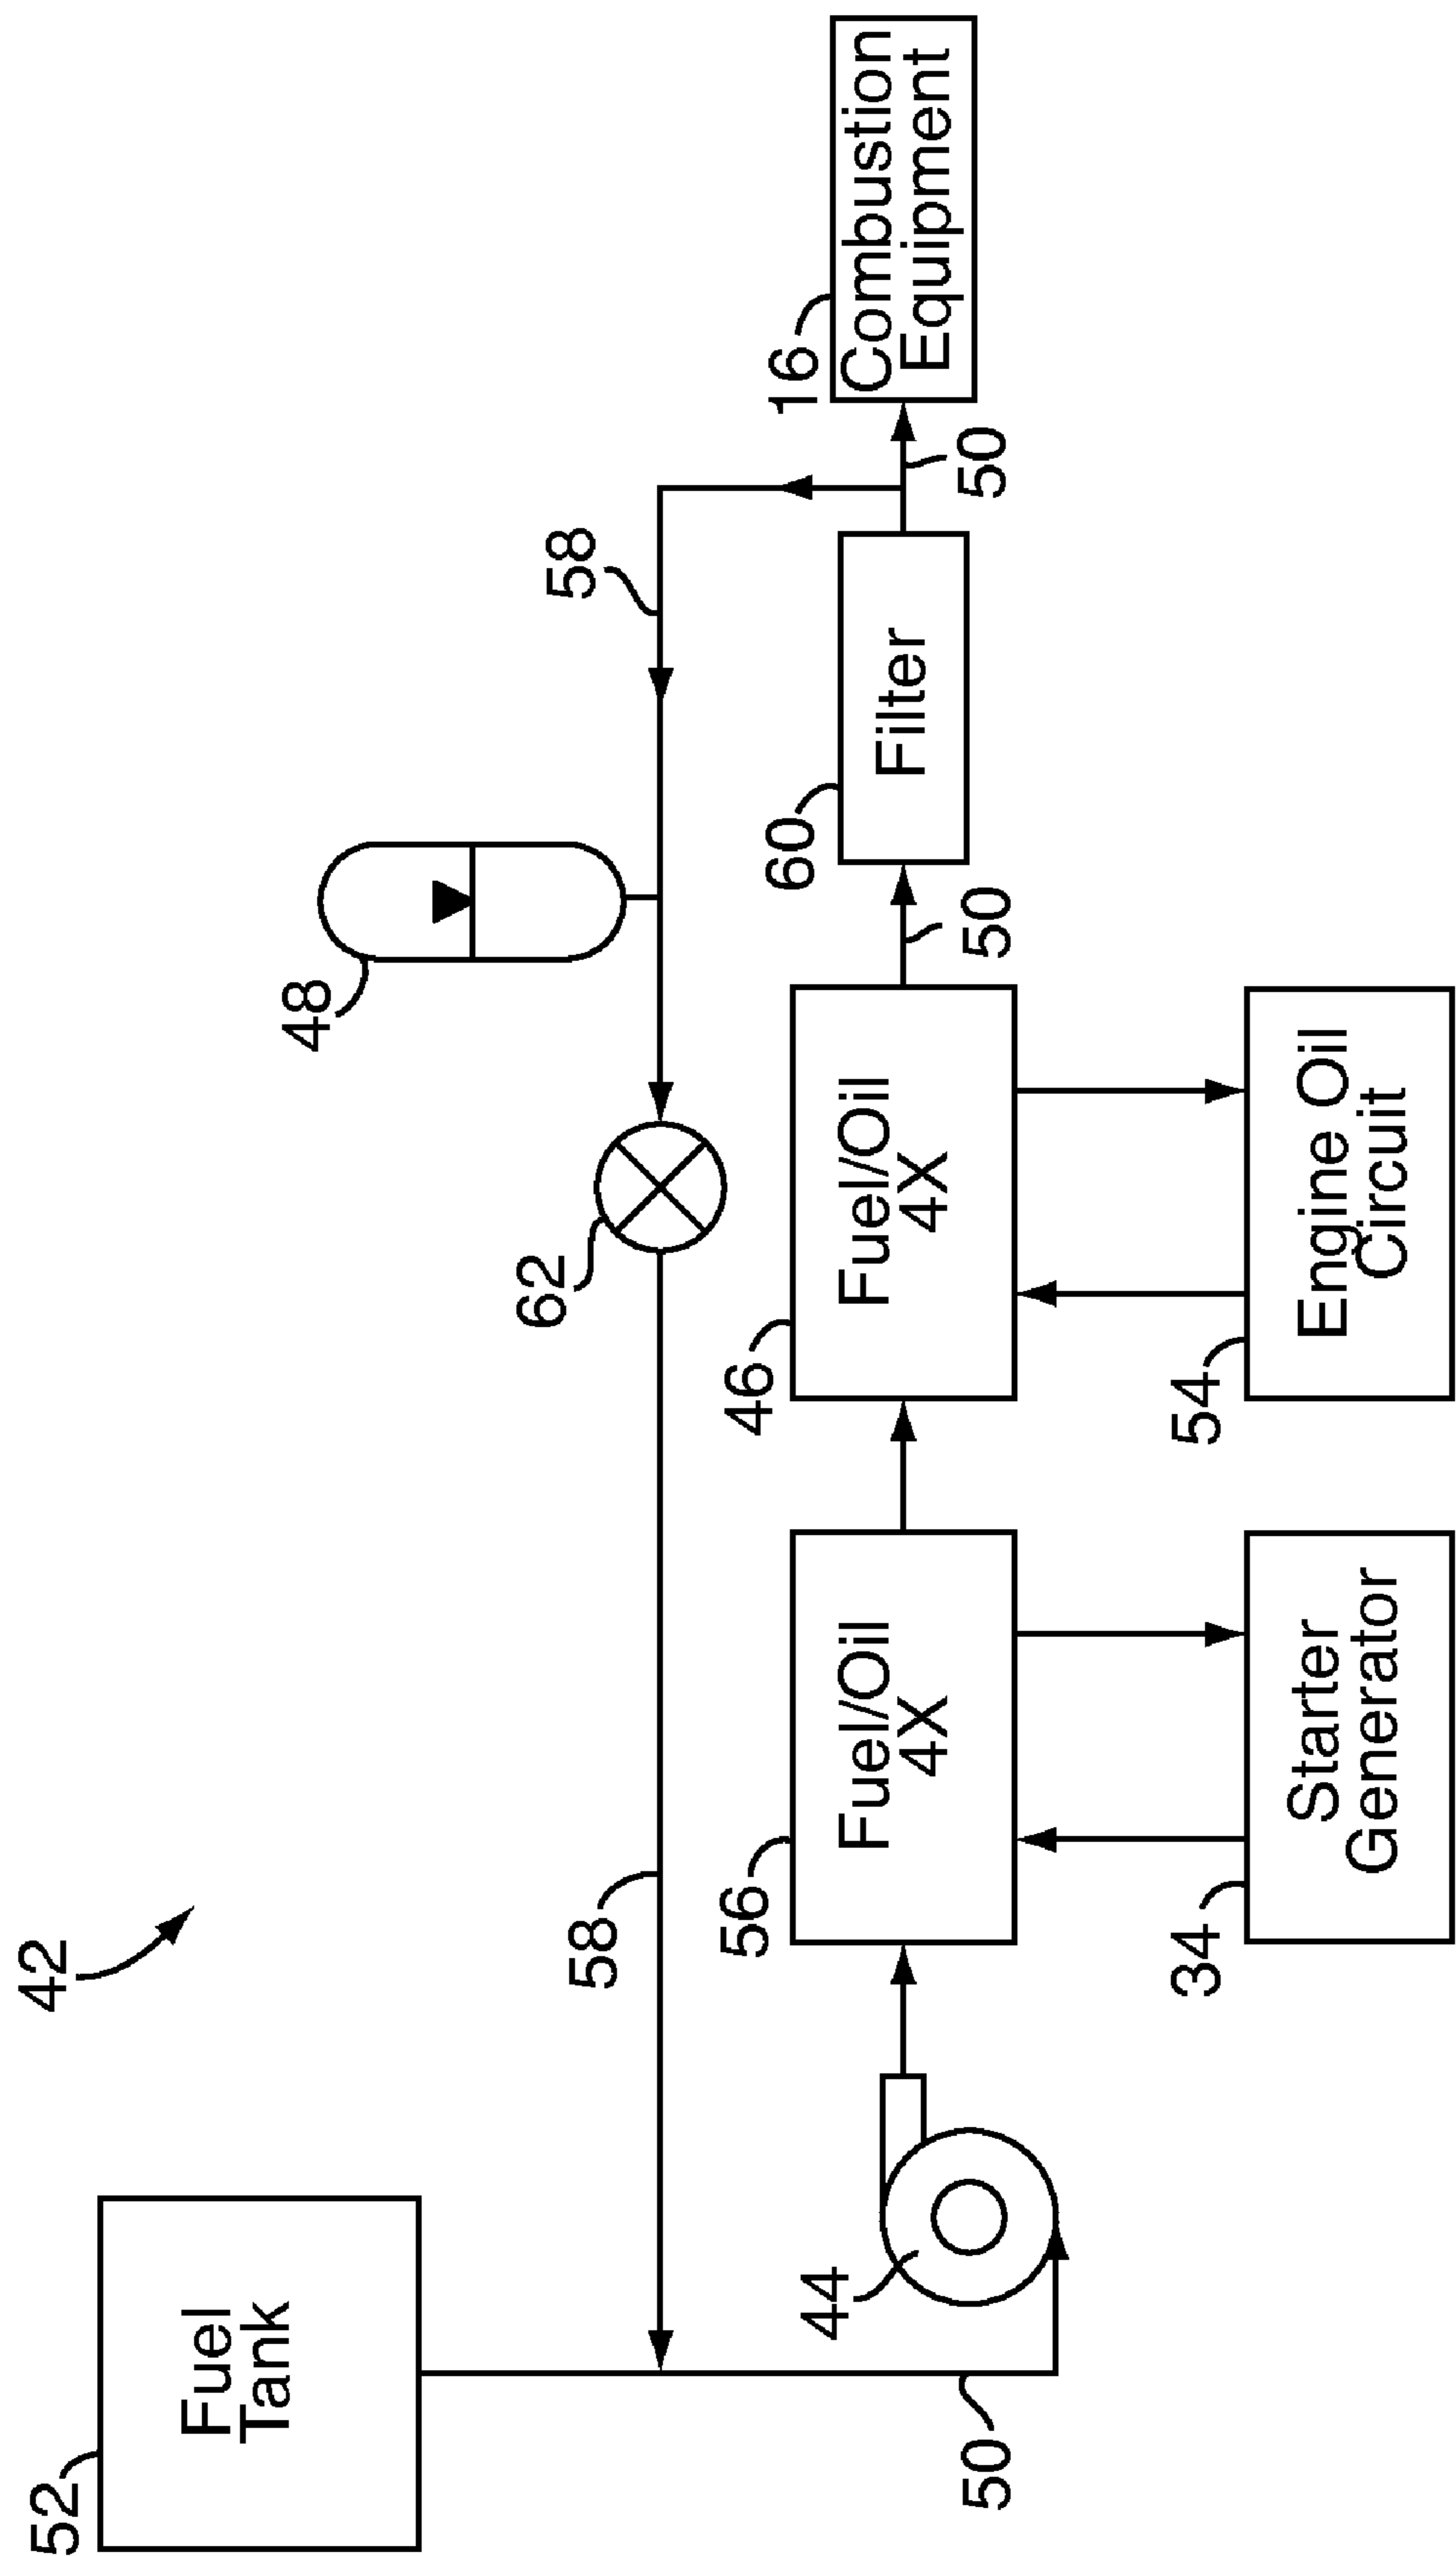 42
52
Fuel
Tank
48
58
62
58
50
44
56
Fuel/Oil
4X
46
Fuel/Oil
4X
50
60
Filter
50
16
Combustion
Equipment
34
Starter
Generator
54
Engine Oil
Circuit